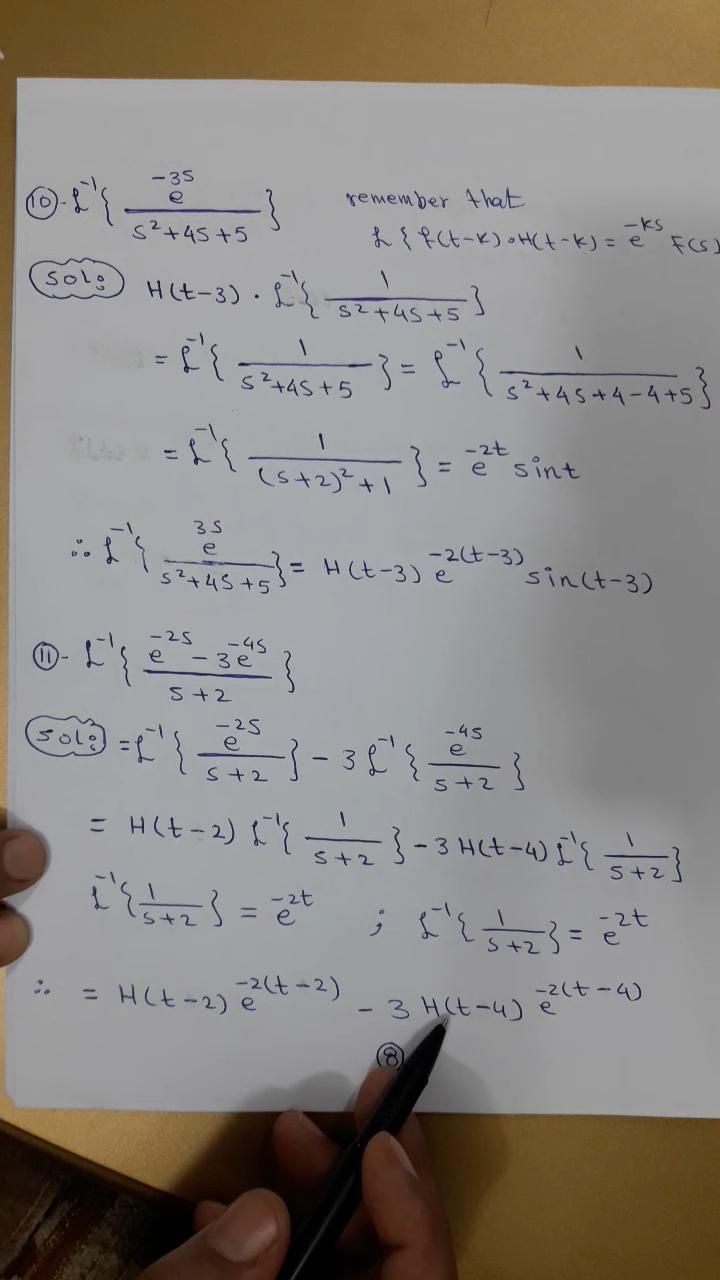 ⑩- ℒ⁻¹{ e^(-3s) / (s²+4s+5) } remember that
ℒ{f(t-k)∘H(t-k) = e^(-ks) F(s)
sol: H(t-3) · ℒ⁻¹{ 1 / (s²+4s+5) }
= ℒ⁻¹{ 1 / (s²+4s+5) } = ℒ⁻¹{ 1 / (s²+4s+4-4+5) }
= ℒ⁻¹{ 1 / ((s+2)²+1) } = e^(-2t) sint
∴ ℒ⁻¹{ e^(3s) / (s²+4s+5) } = H(t-3) e^(-2(t-3)) sin(t-3)
⑪- ℒ⁻¹{ (e^(-2s) - 3e^(-4s)) / (s+2) }
sol: = ℒ⁻¹{ e^(-2s) / (s+2) } - 3ℒ⁻¹{ e^(-4s) / (s+2) }
= H(t-2) ℒ⁻¹{ 1 / (s+2) } - 3H(t-4) ℒ⁻¹{ 1 / (s+2) }
ℒ⁻¹{ 1 / (s+2) } = e^(-2t) ; ℒ⁻¹{ 1 / (s+2) } = e^(-2t)
∴ = H(t-2) e^(-2(t-2)) - 3 H(t-4) e^(-2(t-4))
⑧